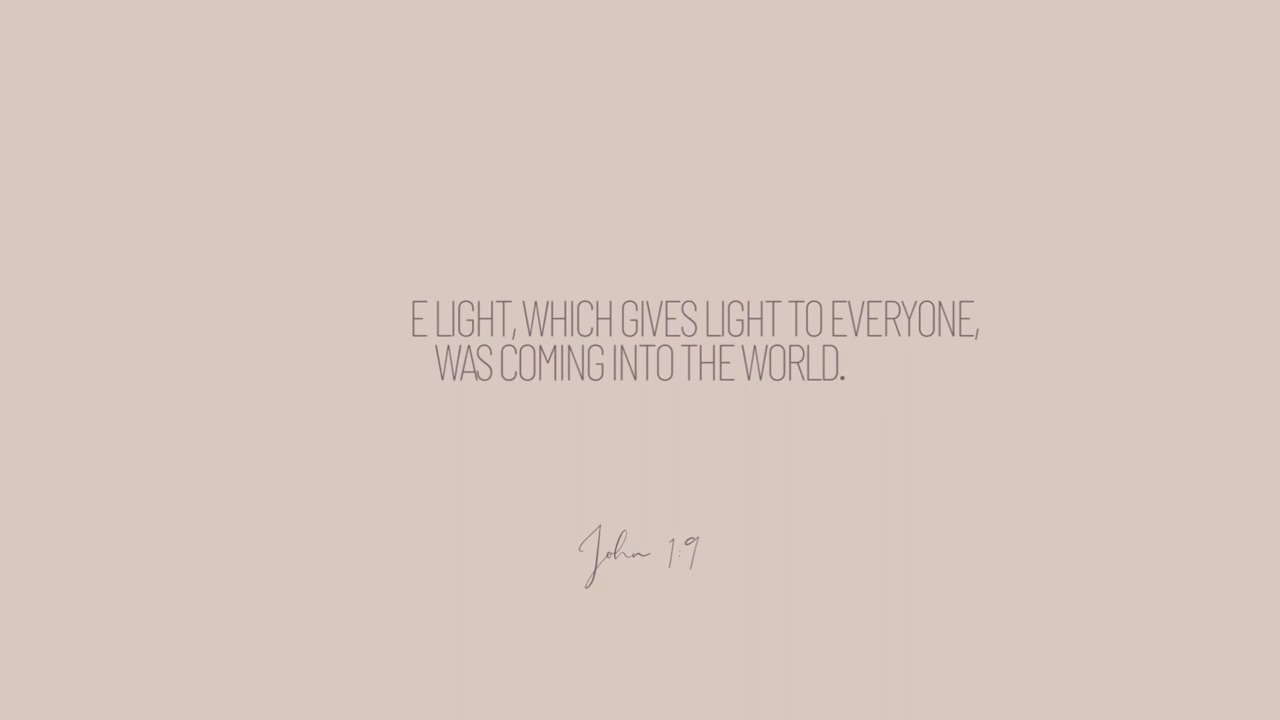 E LIGHT, WHICH GIVES LIGHT TO EVERYONE,
WAS COMING INTO THE WORLD.
John 1:9